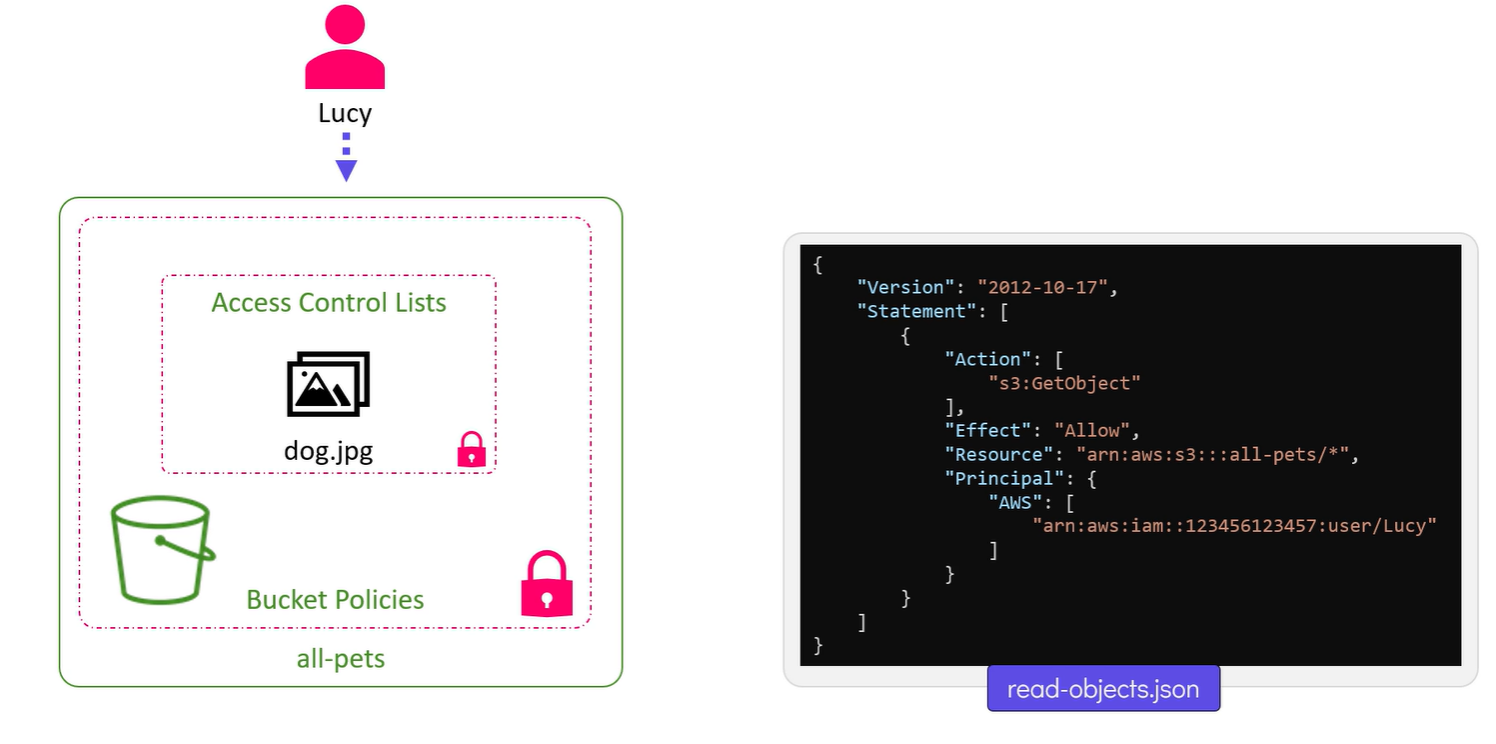 Lucy
Access Control Lists
dog.jpg
Bucket Policies
all-pets
{
    "Version": "2012-10-17",
    "Statement": [
        {
            "Action": [
                "s3:GetObject"
            ],
            "Effect": "Allow",
            "Resource": "arn:aws:s3:::all-pets/*",
            "Principal": {
                "AWS": [
                    "arn:aws:iam::123456123457:user/Lucy"
                ]
            }
        }
    ]
}
read-objects.json